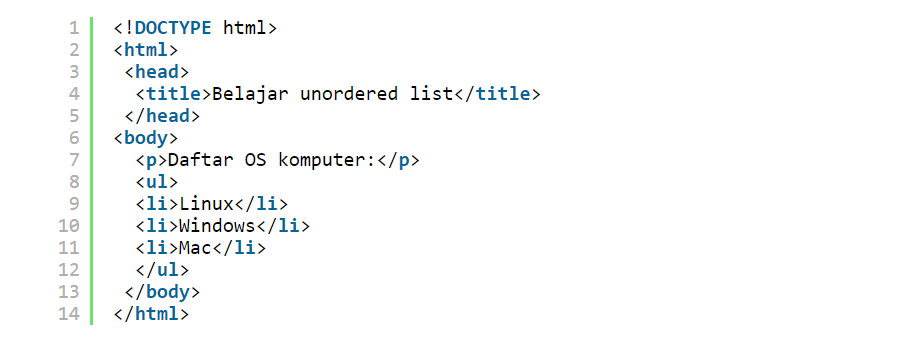 1 <!DOCTYPE html>
2 <html>
3  <head>
4   <title>Belajar unordered list</title>
5  </head>
6 <body>
7   <p>Daftar OS komputer:</p>
8   <ul>
9   <li>Linux</li>
10   <li>Windows</li>
11   <li>Mac</li>
12   </ul>
13  </body>
14 </html>